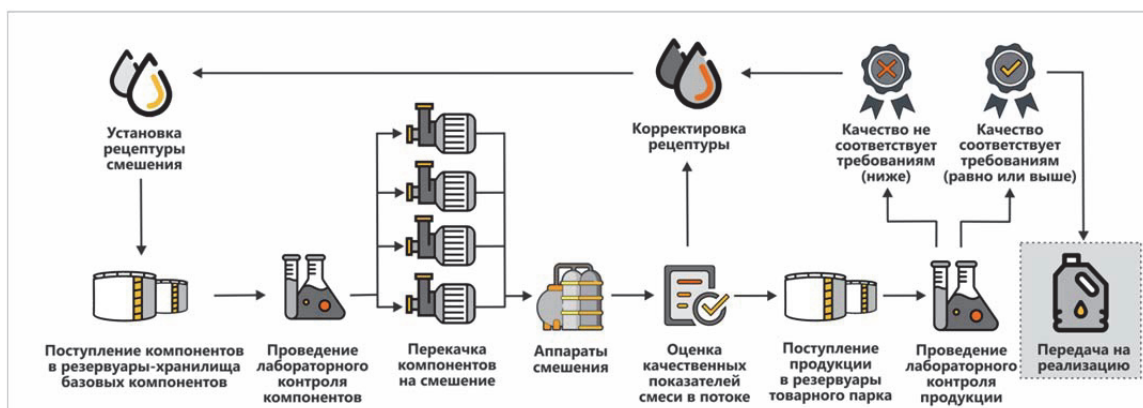 Установка
рецептуры
смешения
Корректировка
рецептуры
Качество не
соответствует
требованиям
(ниже)
Качество
соответствует
требованиям
(равно или выше)
Поступление компонентов
в резервуары-хранилища
базовых компонентов
Проведение
лабораторного
контроля
компонентов
Перекачка
компонентов
на смешение
Аппараты
смешения
Оценка
качественных
показателей
смеси в потоке
Поступление
продукции
в резервуары
товарного парка
Проведение
лабораторного
контроля
продукции
Передача на
реализацию